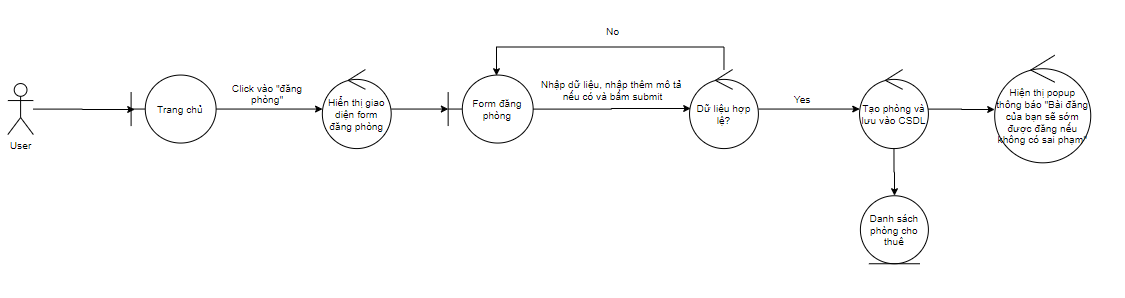 No
User
Trang chủ
Click vào "đăng
phòng"
Hiển thị giao
diện form
đăng phòng
Form đăng
phòng
Nhập dữ liệu, nhập thêm mô tả
nếu có và bấm submit
Dữ liệu hợp
lệ?
Yes
Tạo phòng và
lưu vào CSDL
Hiển thị popup
thông báo "Bài đăng
của bạn sẽ sớm
được đăng nếu
không có sai phạm"
Danh sách
phòng cho
thuê